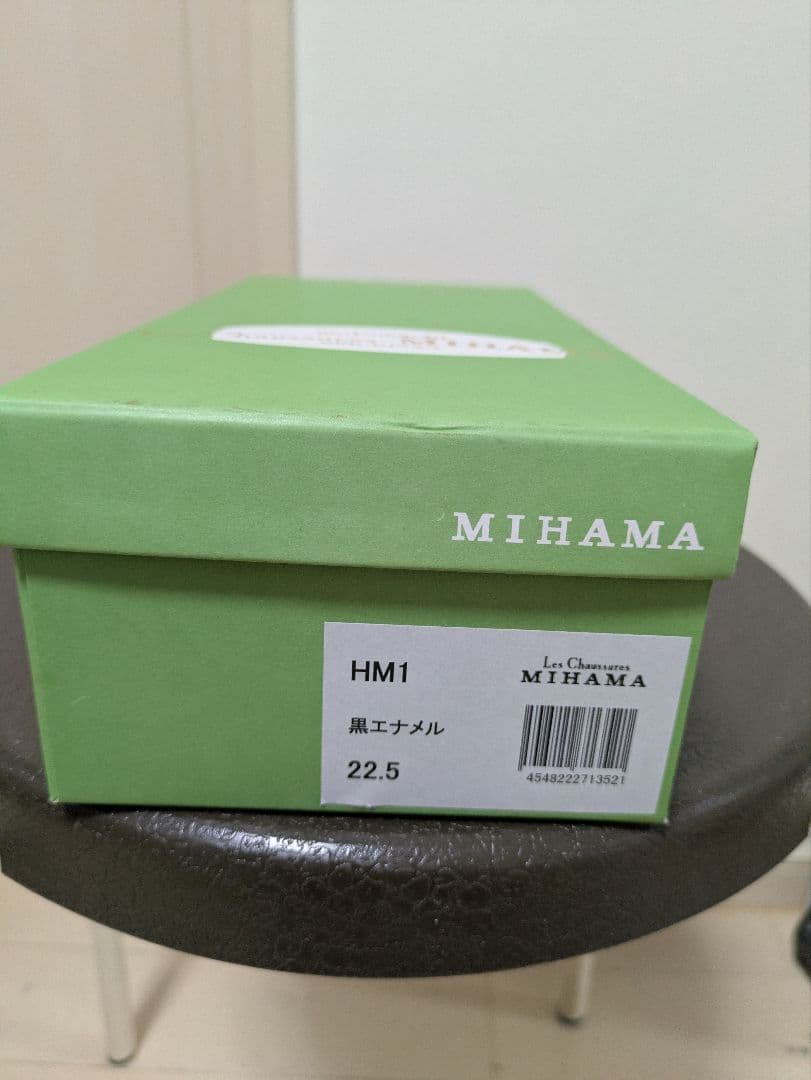 MIHAMA
HM1
黒エナメル
22.5
Les Chaussures
MIHAMA
4548222713521